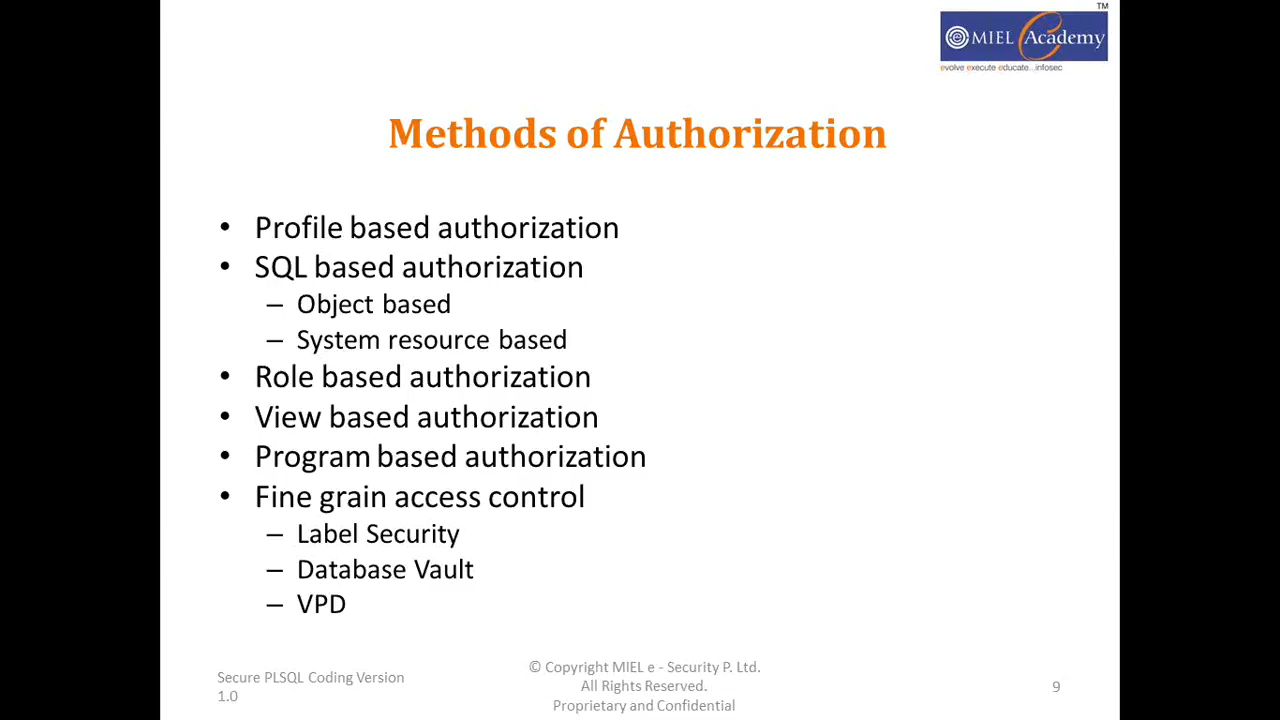 TM
MIEL Academy
evolve execute educate...infosec
Methods of Authorization
• Profile based authorization
• SQL based authorization
– Object based
– System resource based
• Role based authorization
• View based authorization
• Program based authorization
• Fine grain access control
– Label Security
– Database Vault
– VPD
Secure PLSQL Coding Version
1.0
© Copyright MIEL e - Security P. Ltd.
All Rights Reserved.
Proprietary and Confidential
9